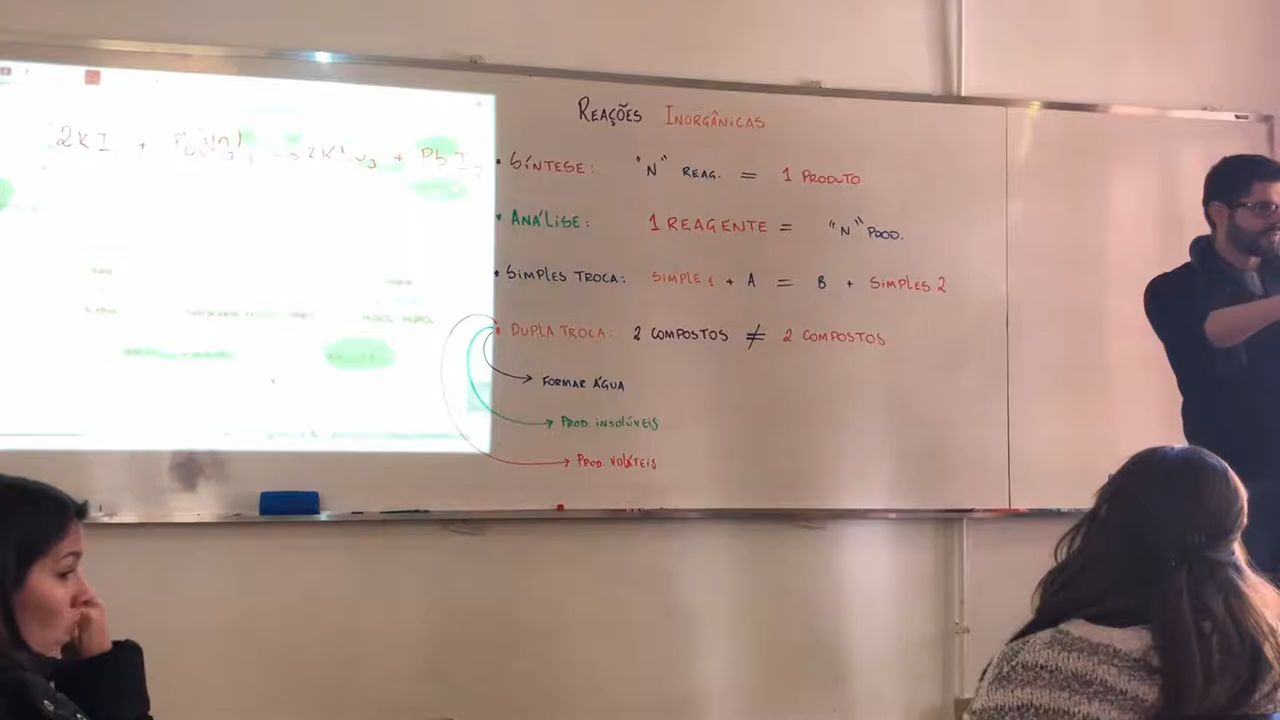 2KI + Pb(NO3)2 → 2KNO3 + PbI2
REAÇÕES INORGÂNICAS
• SÍNTESE: "N" REAG. = 1 PRODUTO
• ANÁLISE: 1 REAGENTE = "N" PROD.
• SIMPLES TROCA: SIMPLE 1 + A = B + SIMPLES 2
• DUPLA TROCA: 2 COMPOSTOS ≠ 2 COMPOSTOS
→ FORMAR ÁGUA
→ PROD. INSOLÚVEIS
→ PROD. VOLÁTEIS